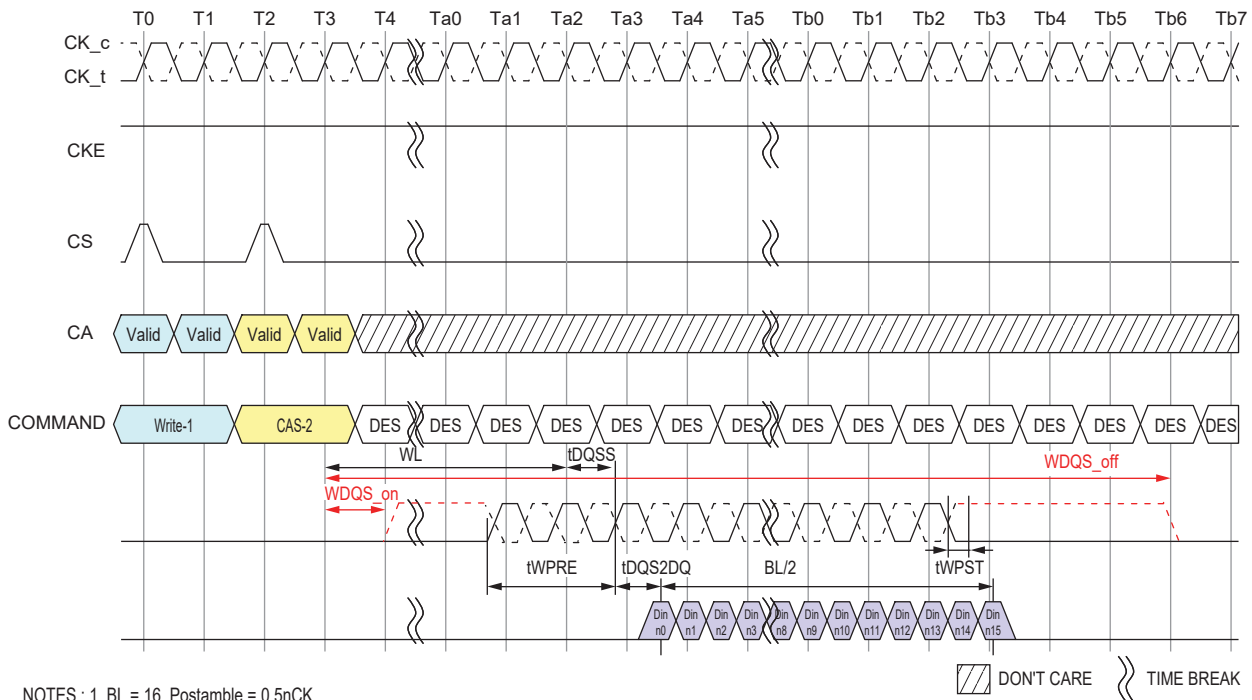 T0 T1 T2 T3 T4 Ta0 Ta1 Ta2 Ta3 Ta4 Ta5 Tb0 Tb1 Tb2 Tb3 Tb4 Tb5 Tb6 Tb7
CK_c
CK_t
CKE
CS
CA Valid Valid Valid Valid
COMMAND Write-1 CAS-2 DES DES DES DES DES DES DES DES DES DES DES DES DES DES DES
WL tDQSS WDQS_off
WDQS_on
tWPRE tDQS2DQ BL/2 tWPST
Din Din Din Din Din Din Din Din Din Din Din Din
n0 n1 n2 n3 n8 n9 n10 n11 n12 n13 n14 n15
DON'T CARE TIME BREAK
NOTES : 1. BL = 16, Postamble = 0.5nCK